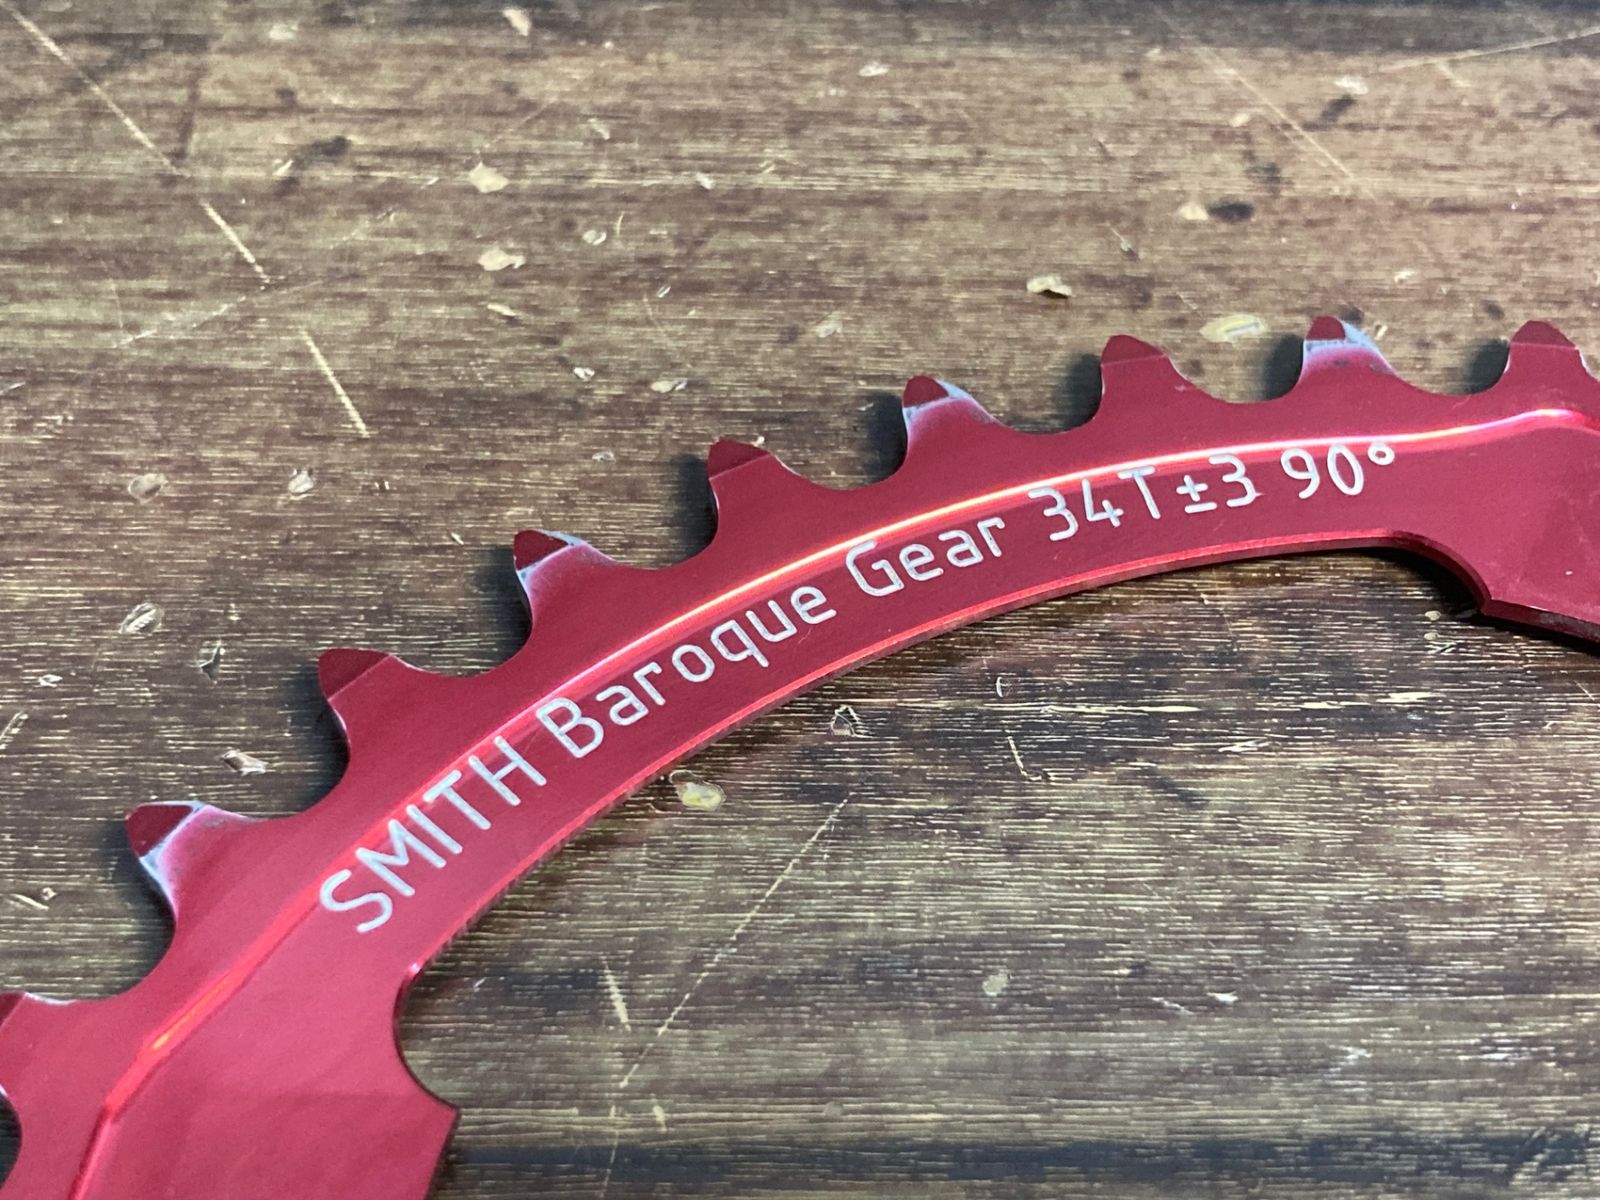 SMITH Baroque Gear 34T±3 90°